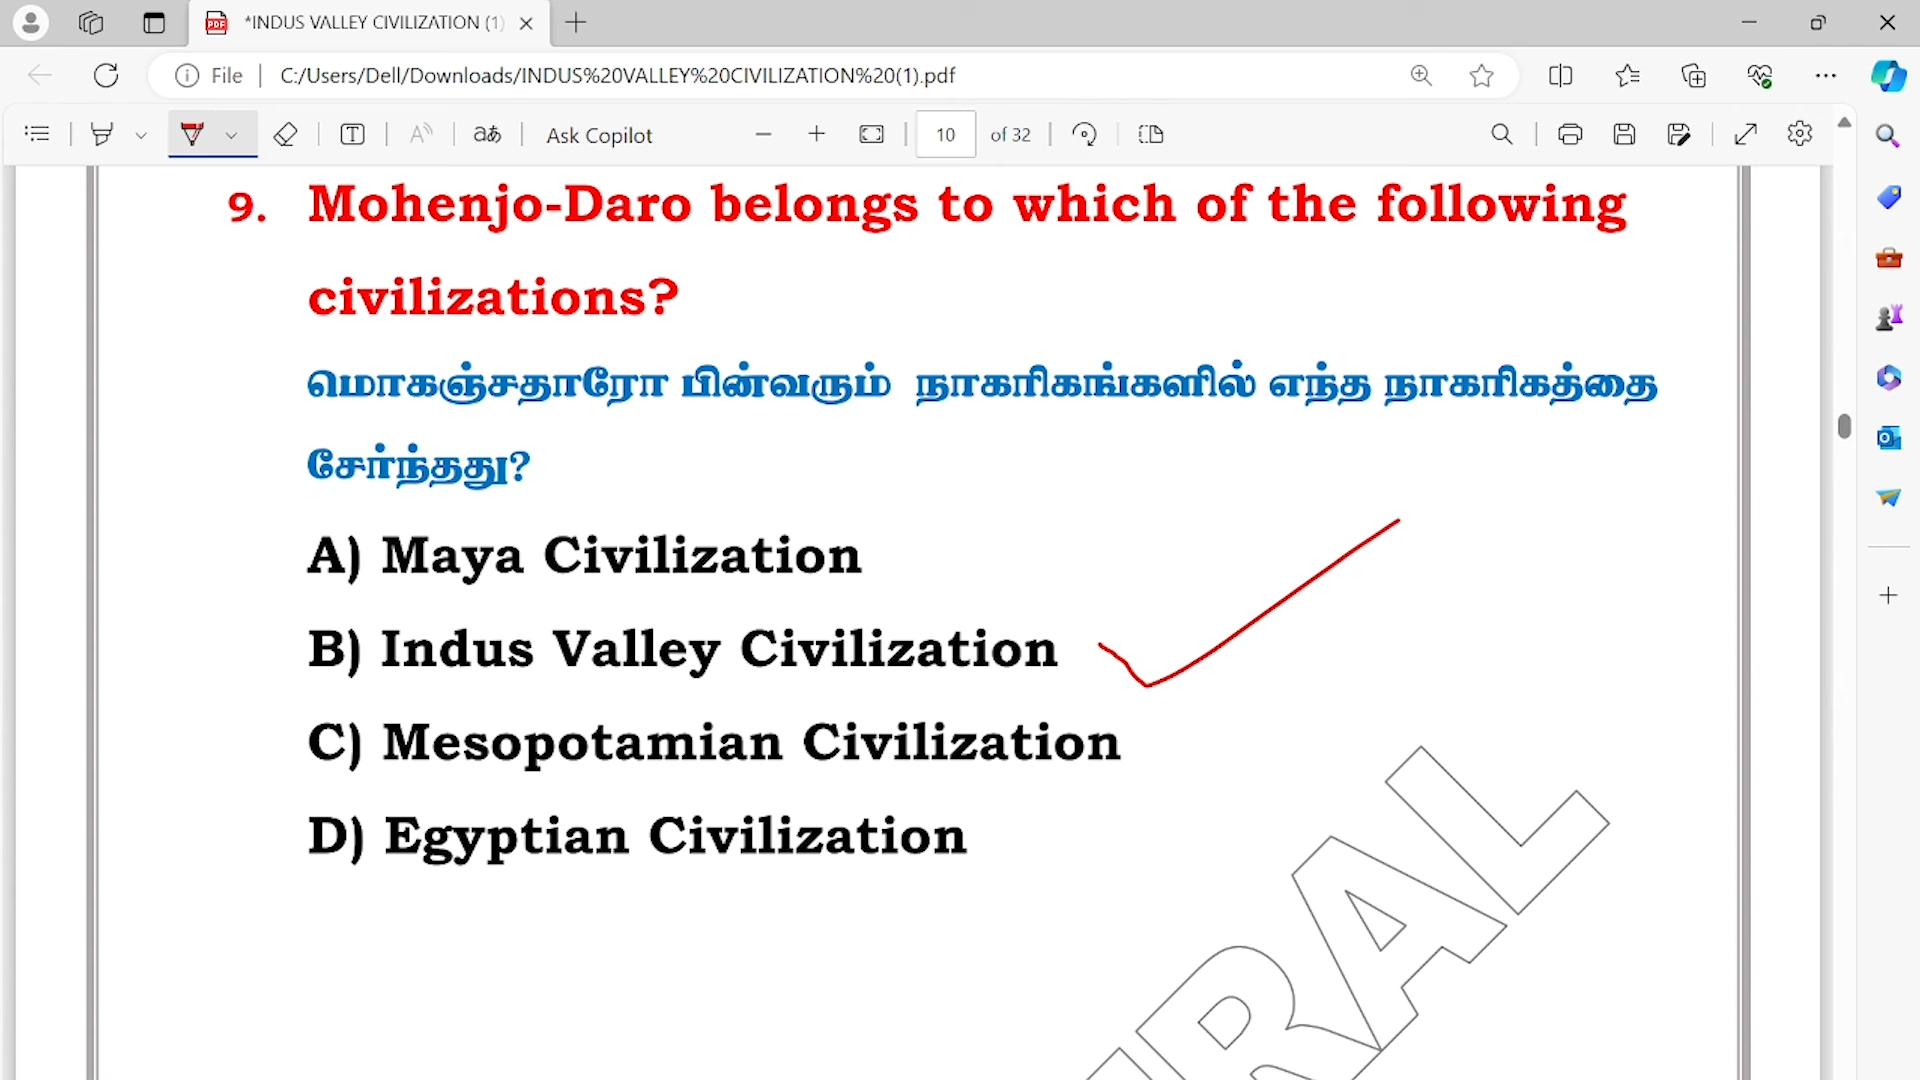 *INDUS VALLEY CIVILIZATION (1)
File
C:/Users/Dell/Downloads/INDUS%20VALLEY%20CIVILIZATION%20(1).pdf
aあ
Ask Copilot
10 of 32
9. Mohenjo-Daro belongs to which of the following
civilizations?
மொகஞ்சதாரோ பின்வரும் நாகரிகங்களில் எந்த நாகரிகத்தை
சேர்ந்தது?
A) Maya Civilization
B) Indus Valley Civilization
C) Mesopotamian Civilization
D) Egyptian Civilization